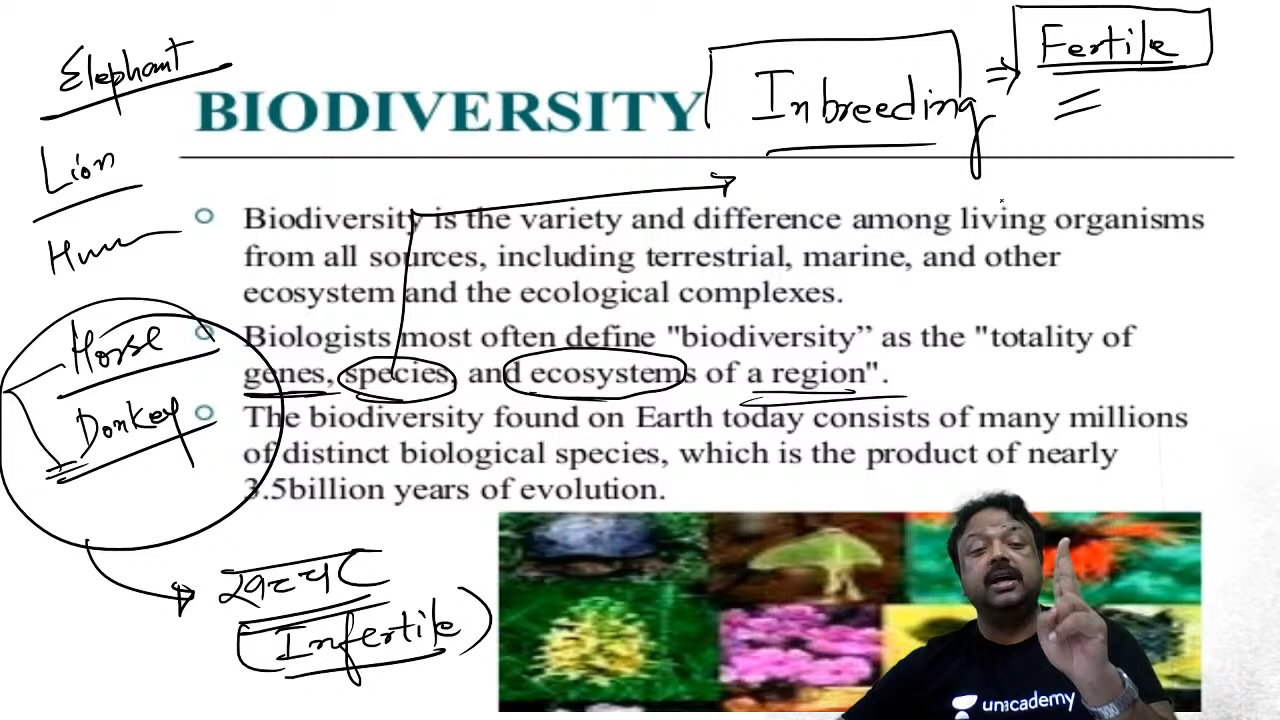 Elephant
Lion
Horse
Donkey
BIODIVERSITY
Inbreeding ⇒ Fertile
Biodiversity is the variety and difference among living organisms
from all sources, including terrestrial, marine, and other
ecosystem and the ecological complexes.
Biologists most often define "biodiversity” as the "totality of
genes, species, and ecosystems of a region".
The biodiversity found on Earth today consists of many millions
of distinct biological species, which is the product of nearly
3.5billion years of evolution.
Infertile
unacademy